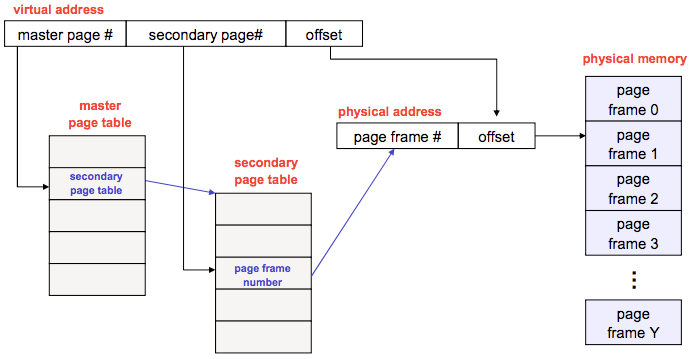 virtual address
master page # secondary page# offset
physical memory
page
frame 0
master
page table
physical address
page frame # offset
page
frame 1
secondary
page table
secondary
page table
page
frame 2
page
frame 3
page frame
number
page
frame Y